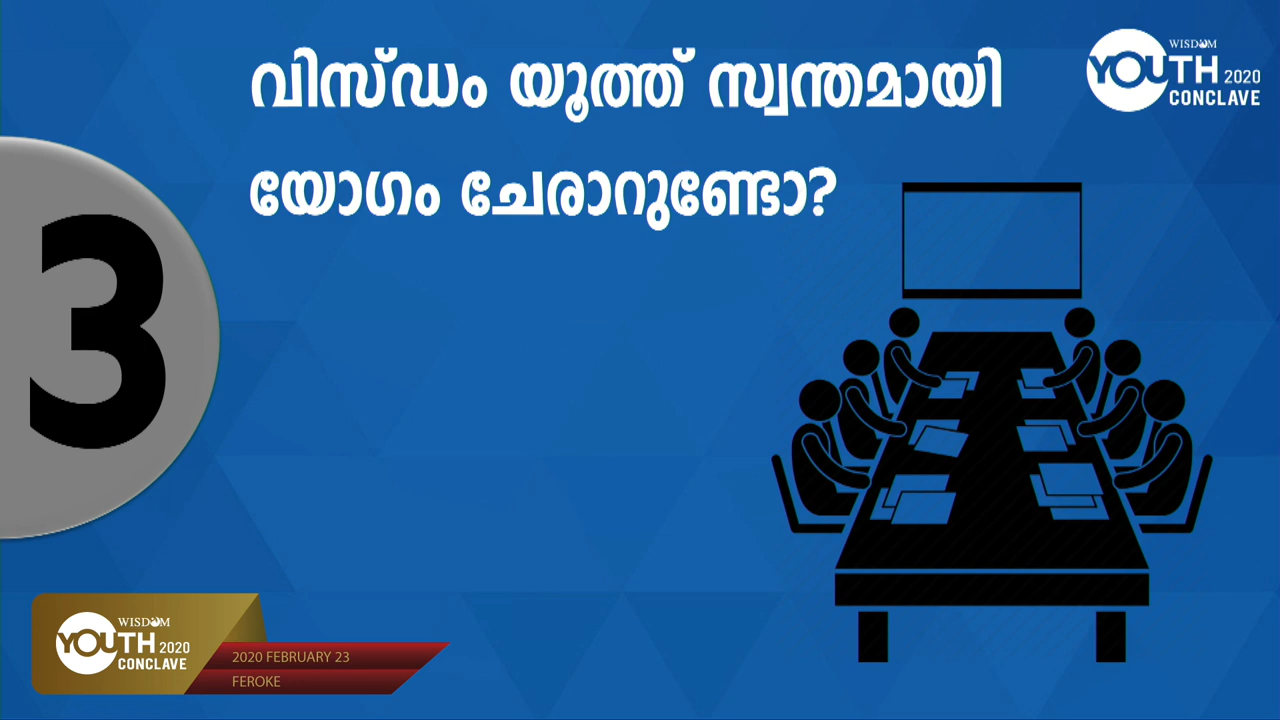 വിസ്ഡം യൂത്ത് സ്വന്തമായി
യോഗം ചേരാറുണ്ടോ?
WISDOM
YOUTH 2020
CONCLAVE
3
WISDOM
YOUTH 2020
CONCLAVE
2020 FEBRUARY 23
FEROKE